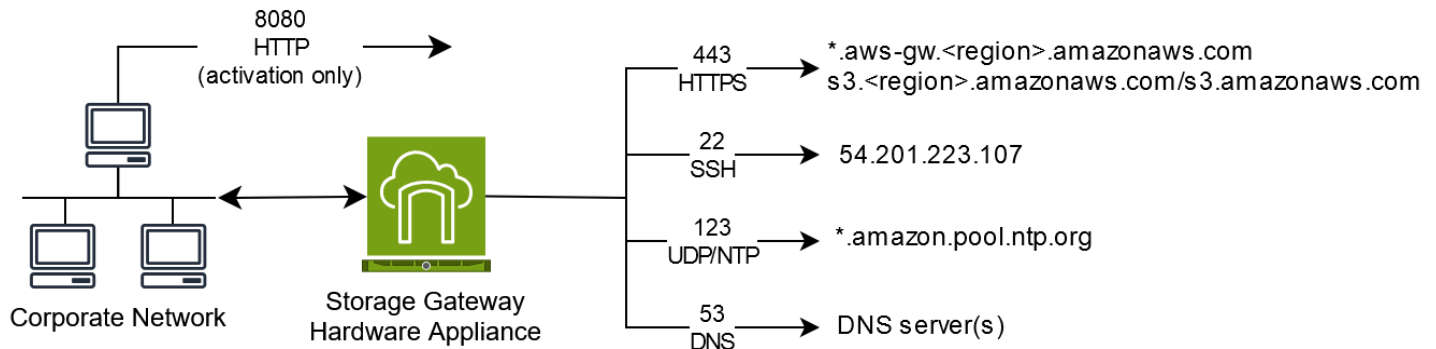 8080
HTTP
(activation only)
443
HTTPS
*.aws-gw.<region>.amazonaws.com
s3.<region>.amazonaws.com/s3.amazonaws.com
22
SSH
54.201.223.107
123
UDP/NTP
*.amazon.pool.ntp.org
53
DNS
DNS server(s)
Corporate Network
Storage Gateway
Hardware Appliance